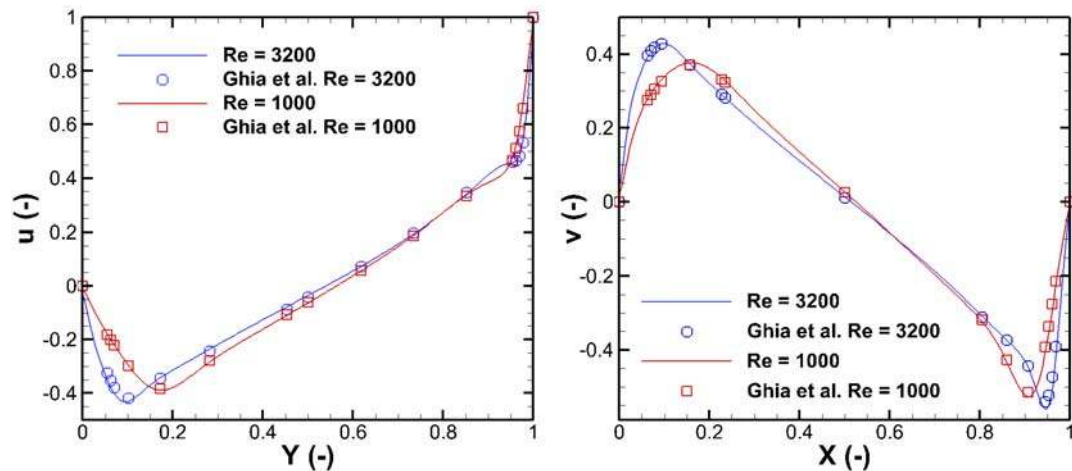 1
0.8
0.6
0.4
0.2
0
-0.2
-0.4
u (-)
Re = 3200
Ghia et al. Re = 3200
Re = 1000
Ghia et al. Re = 1000
0 0.2 0.4 0.6 0.8 1
Y (-)
0.4
0.2
0
-0.2
-0.4
v (-)
Re = 3200
Ghia et al. Re = 3200
Re = 1000
Ghia et al. Re = 1000
0 0.2 0.4 0.6 0.8 1
X (-)